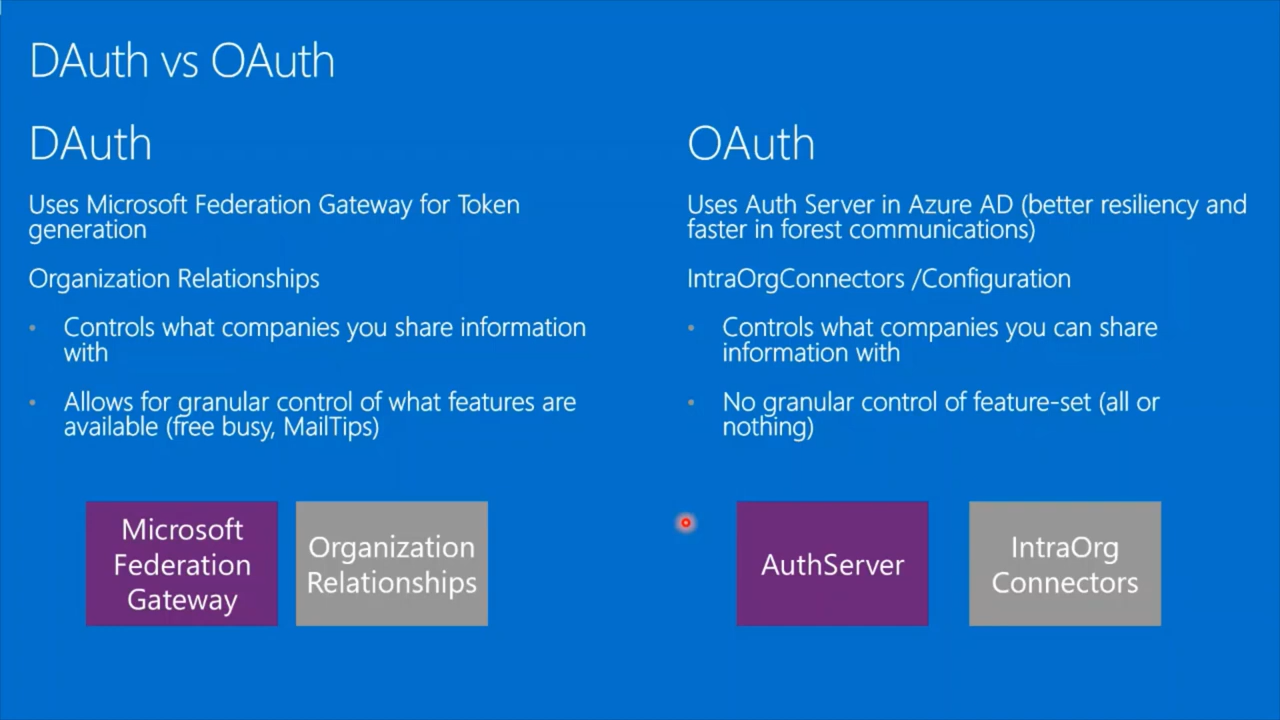 DAuth vs OAuth
DAuth
Uses Microsoft Federation Gateway for Token
generation
Organization Relationships
• Controls what companies you share information
with
• Allows for granular control of what features are
available (free busy, MailTips)
Microsoft
Federation
Gateway
Organization
Relationships
OAuth
Uses Auth Server in Azure AD (better resiliency and
faster in forest communications)
IntraOrgConnectors /Configuration
• Controls what companies you can share
information with
• No granular control of feature-set (all or
nothing)
AuthServer
IntraOrg
Connectors